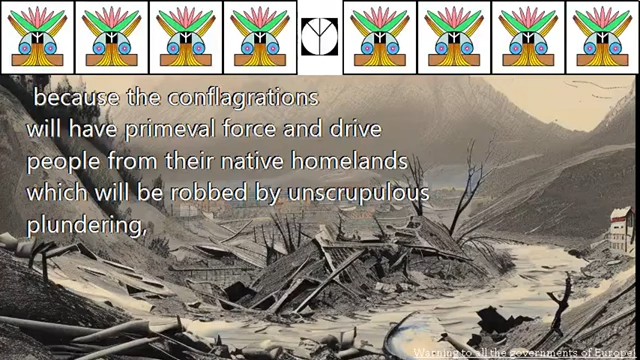 because the conflagrations
will have primeval force and drive
people from their native homelands
which will be robbed by unscrupulous
plundering,
Warning to all the governments of Europe!